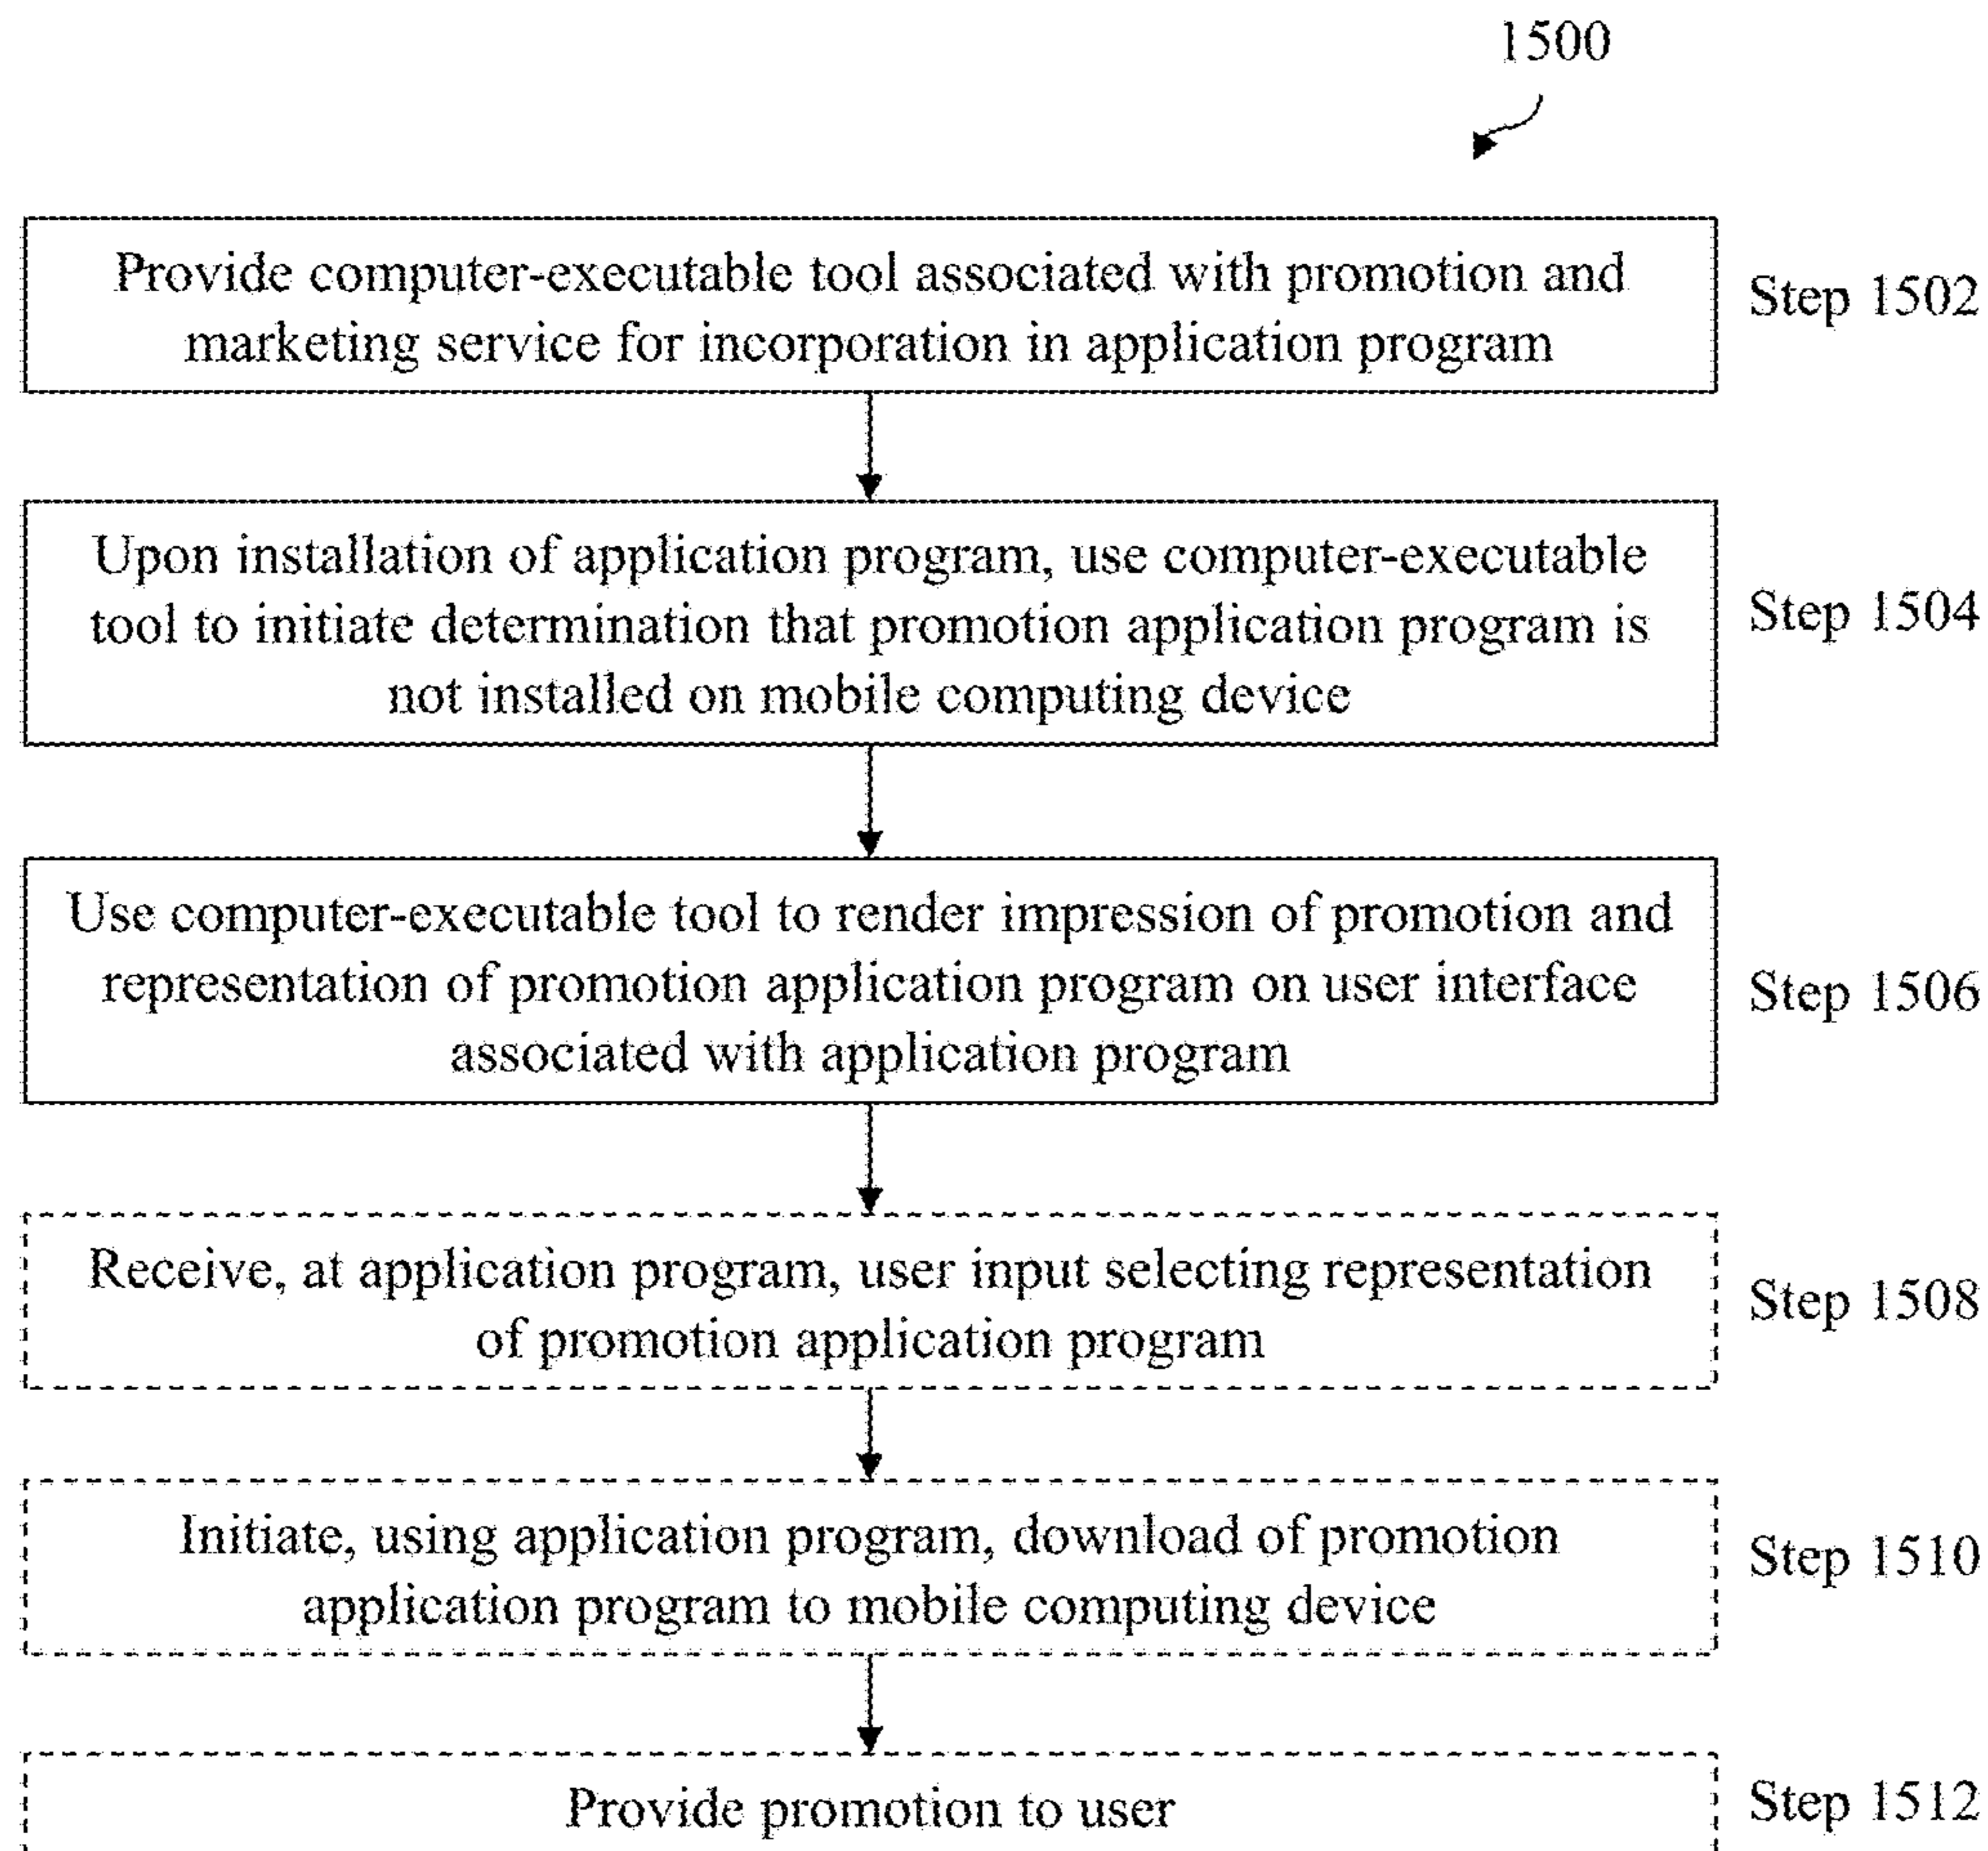 1500
Provide computer-executable tool associated with promotion and
marketing service for incorporation in application program
Step 1502
Upon installation of application program, use computer-executable
tool to initiate determination that promotion application program is
not installed on mobile computing device
Step 1504
Use computer-executable tool to render impression of promotion and
representation of promotion application program on user interface
associated with application program
Step 1506
Receive, at application program, user input selecting representation
of promotion application program
Step 1508
Initiate, using application program, download of promotion
application program to mobile computing device
Step 1510
Provide promotion to user
Step 1512